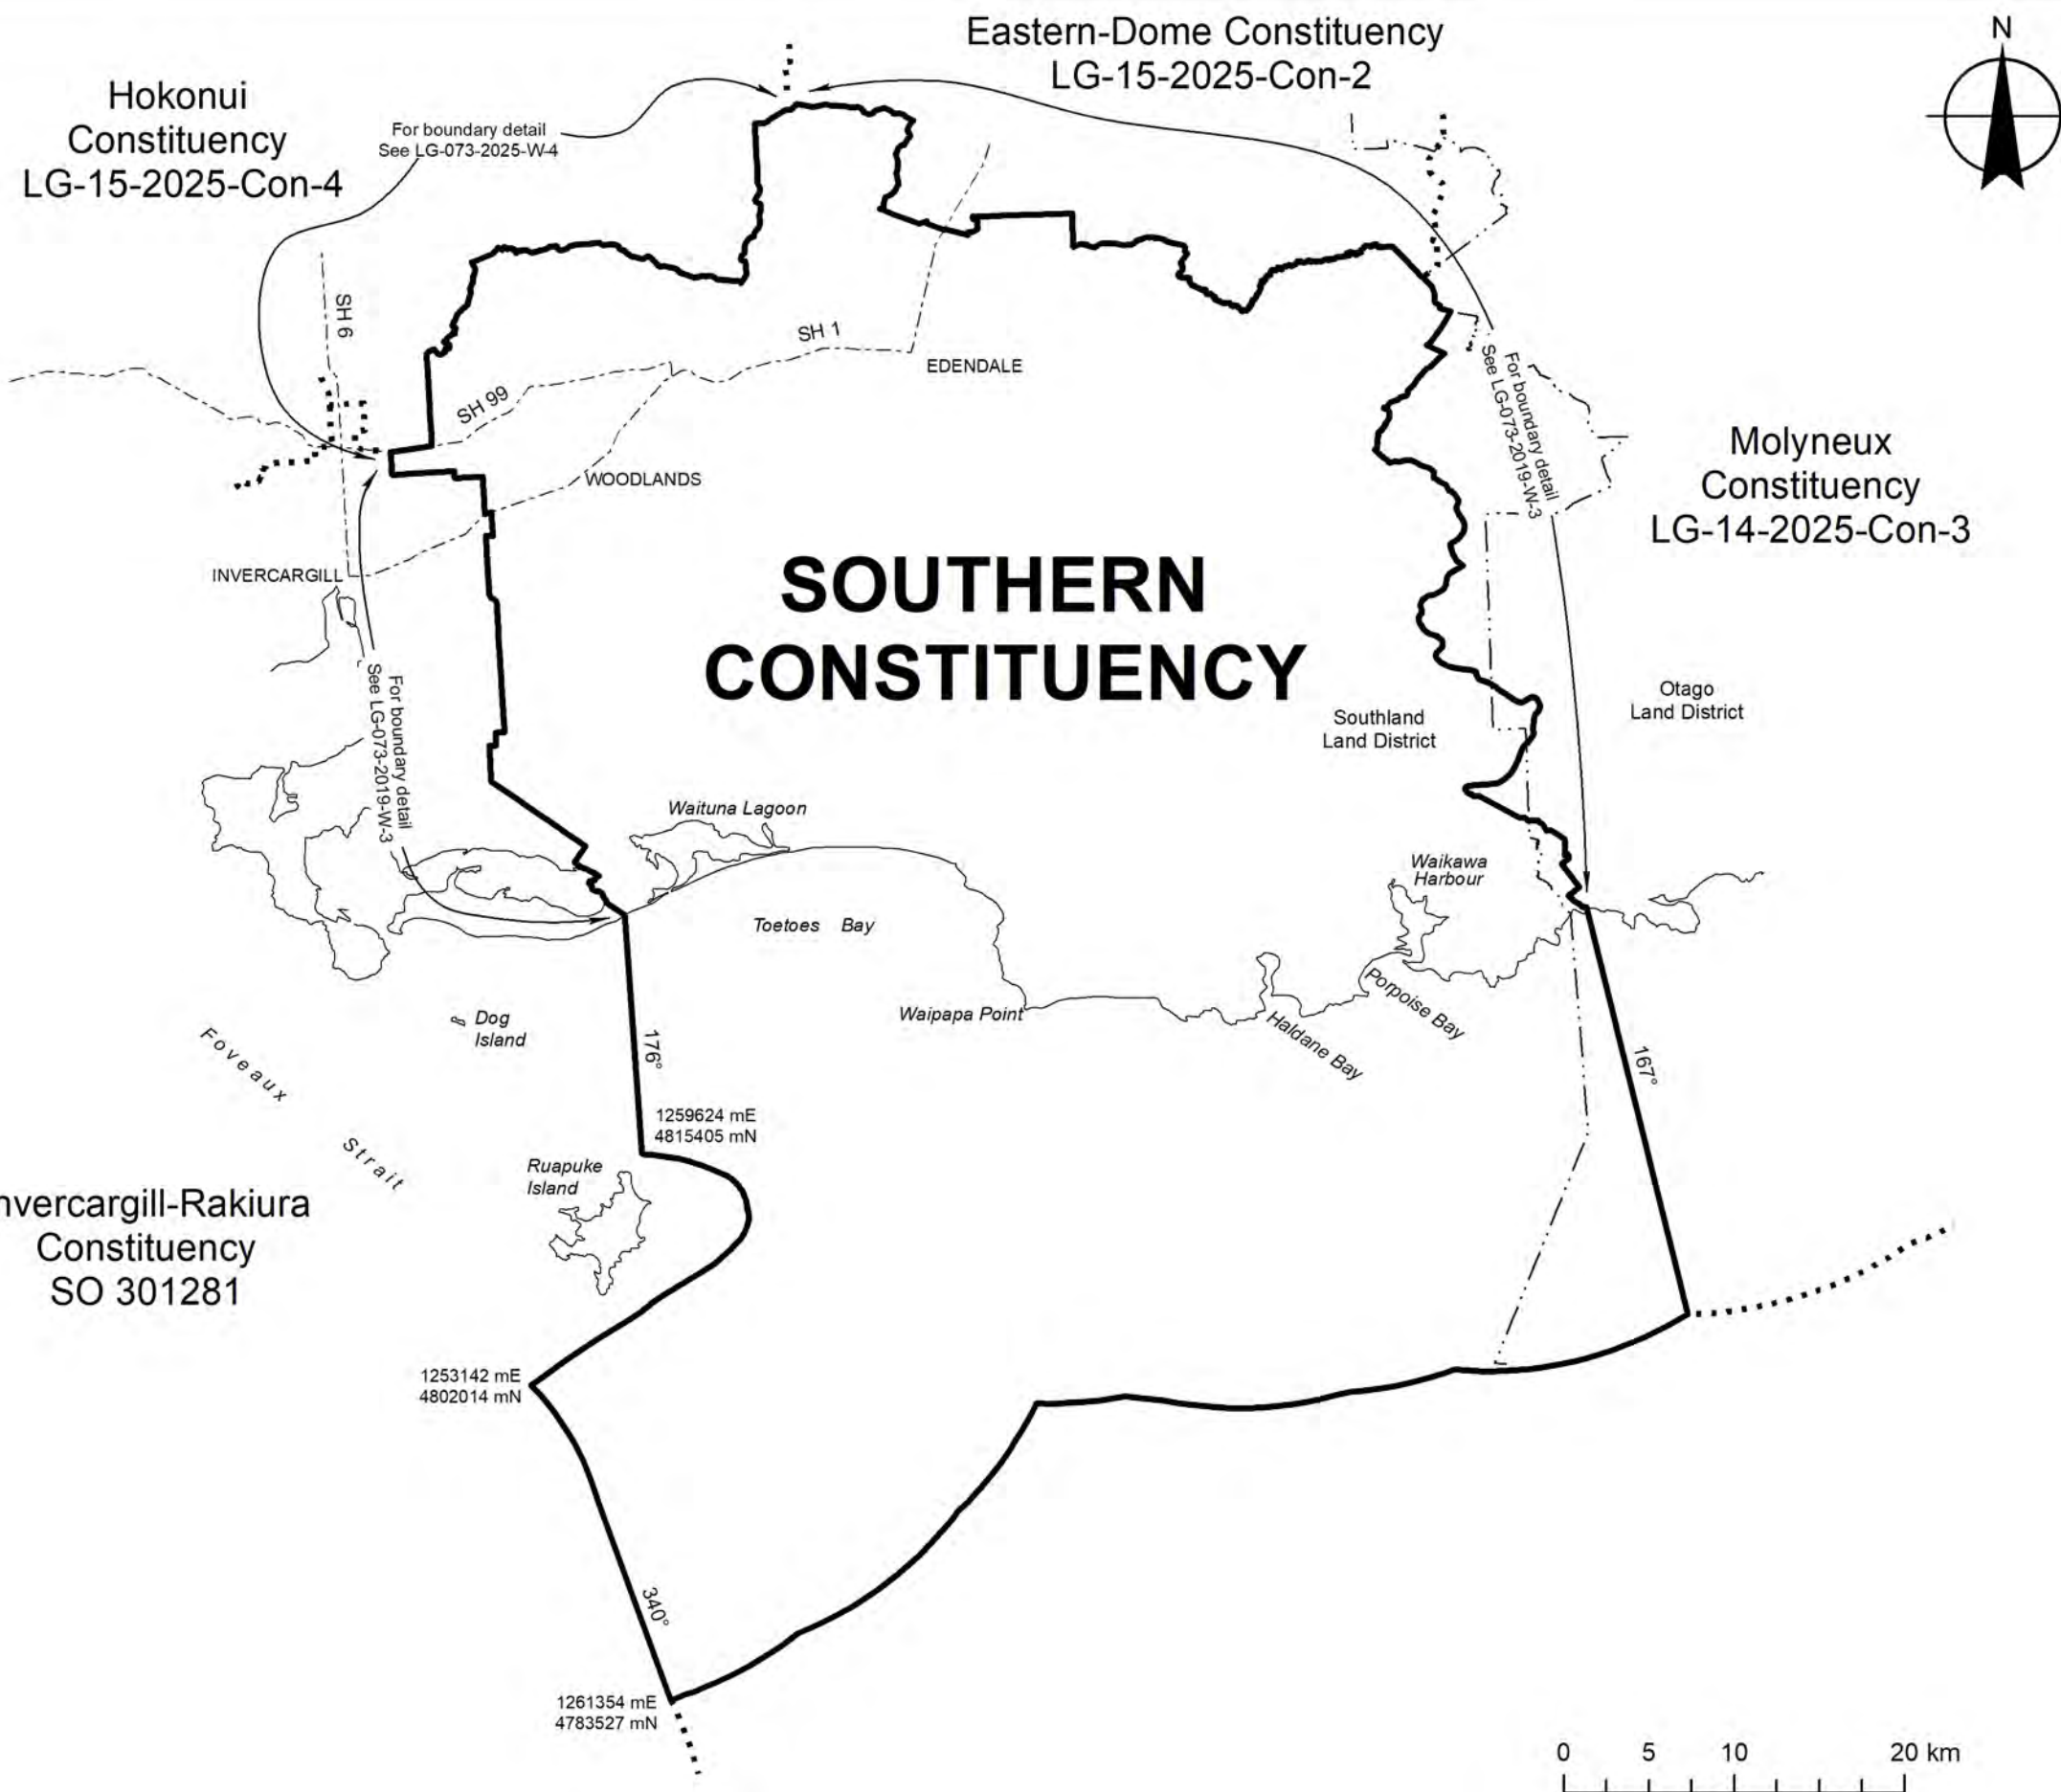 Eastern-Dome Constituency
LG-15-2025-Con-2
N
Hokonui
Constituency
LG-15-2025-Con-4
For boundary detail
See LG-073-2025-W-4
SH 6
SH 1
EDENDALE
SH 99
WOODLANDS
For boundary detail
See LG-073-2019-W-3
Molyneux
Constituency
LG-14-2025-Con-3
INVERCARGILL
SOUTHERN
CONSTITUENCY
For boundary detail
See LG-073-2019-W-3
Southland
Land District
Otago
Land District
Waituna Lagoon
Waikawa
Harbour
Toetoes Bay
Waipapa Point
Haldane Bay
Porpoise Bay
Dog
Island
Foveaux
Strait
176°
167°
1259624 mE
4815405 mN
Ruapuke
Island
nvercargill-Rakiura
Constituency
SO 301281
1253142 mE
4802014 mN
340°
1261354 mE
4783527 mN
0 5 10 20 km